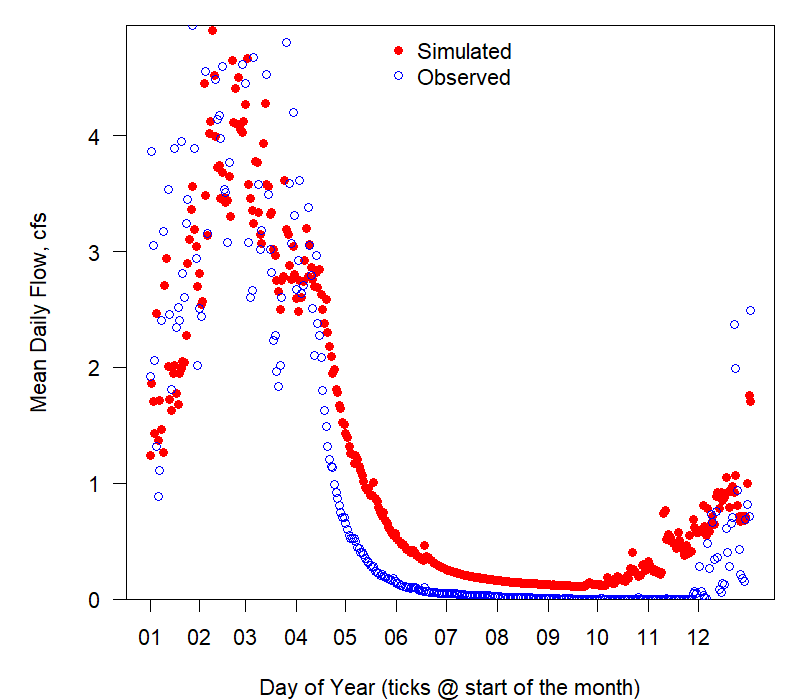 Simulated
Observed
4
3
2
1
0
Mean Daily Flow, cfs
01 02 03 04 05 06 07 08 09 10 11 12
Day of Year (ticks @ start of the month)